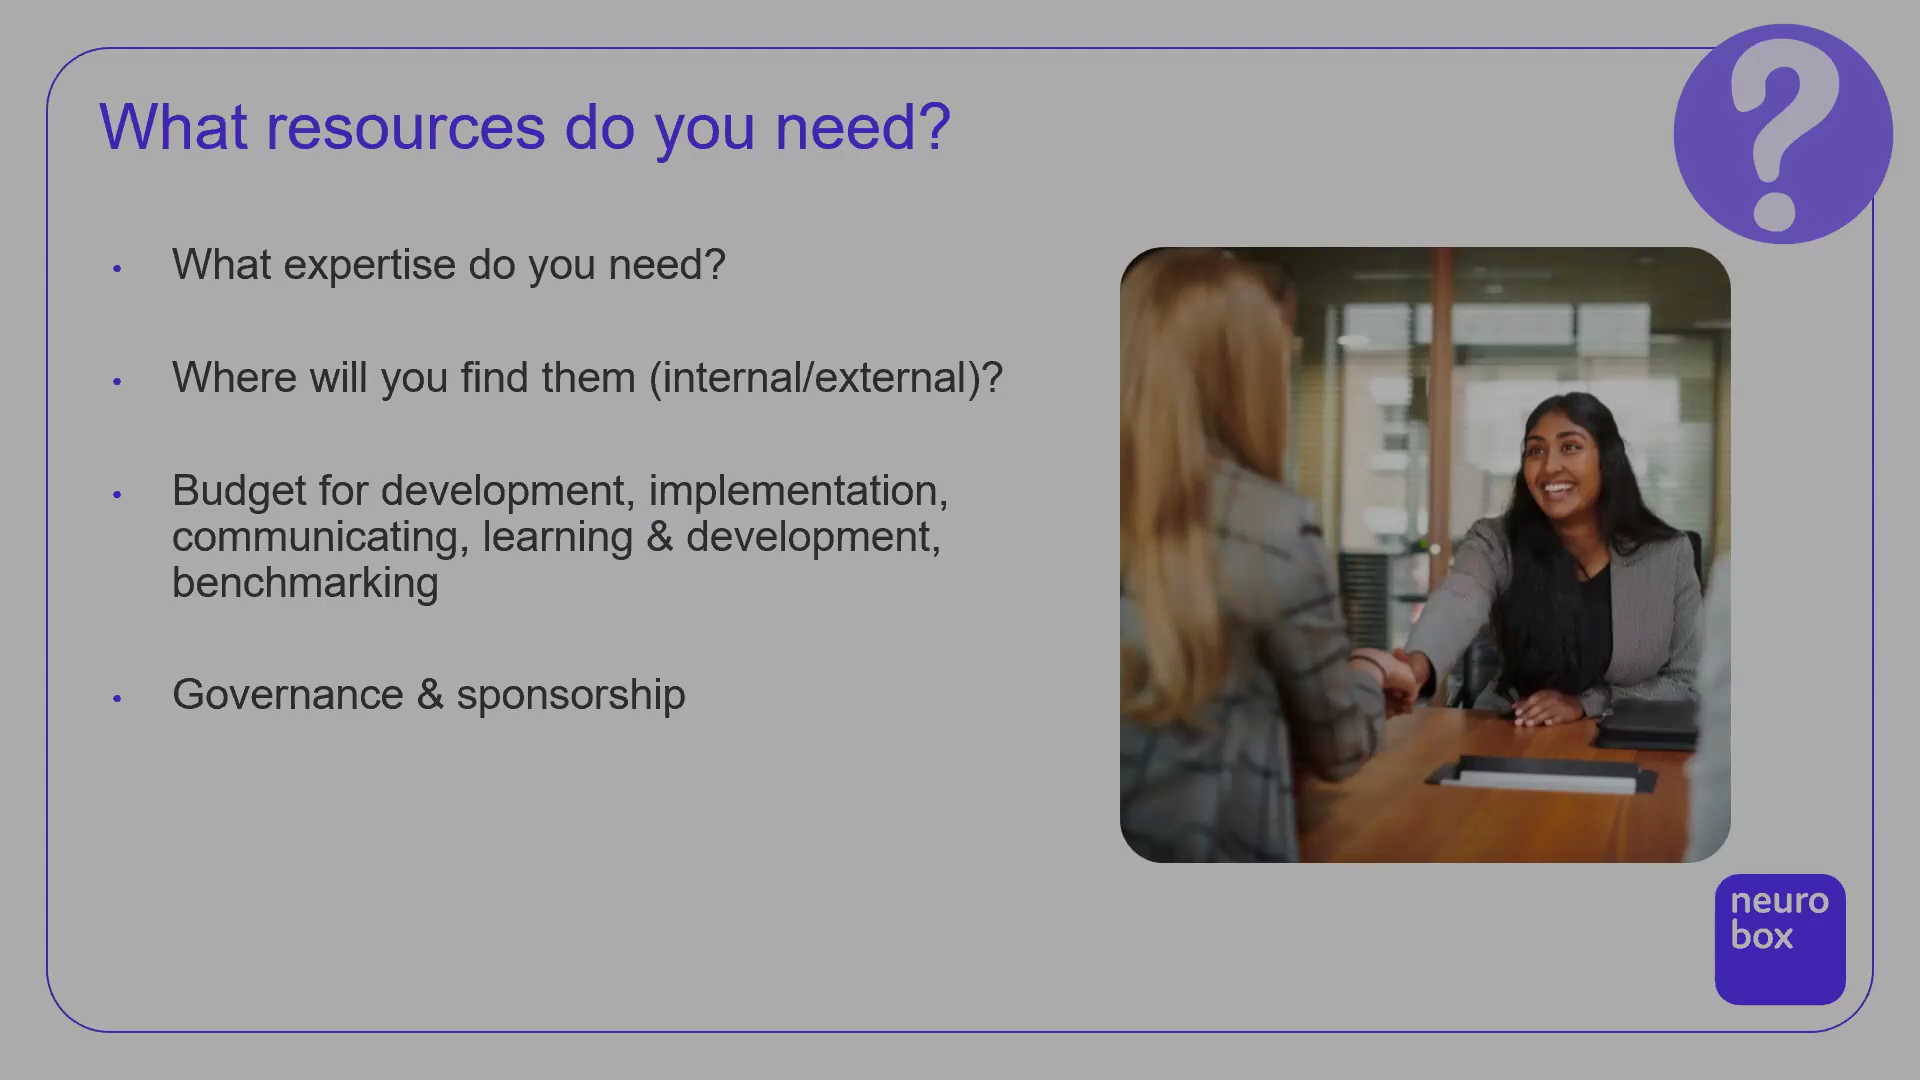 What resources do you need?
• What expertise do you need?
• Where will you find them (internal/external)?
• Budget for development, implementation,
communicating, learning & development,
benchmarking
• Governance & sponsorship
?
neuro
box